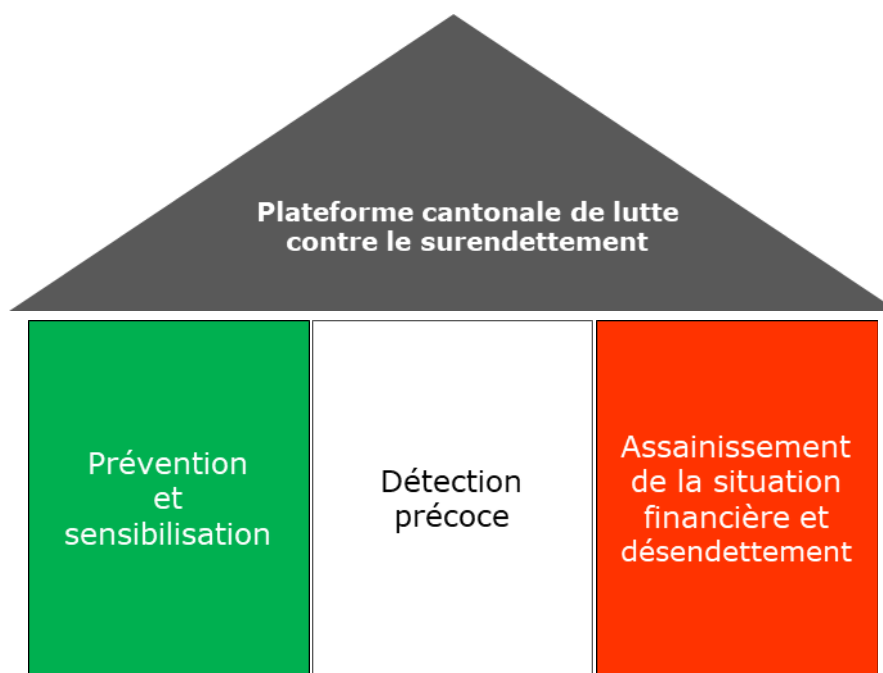 Plateforme cantonale de lutte
contre le surendettement
Prévention
et
sensibilisation
Détection
précoce
Assainissement
de la situation
financière et
désendettement